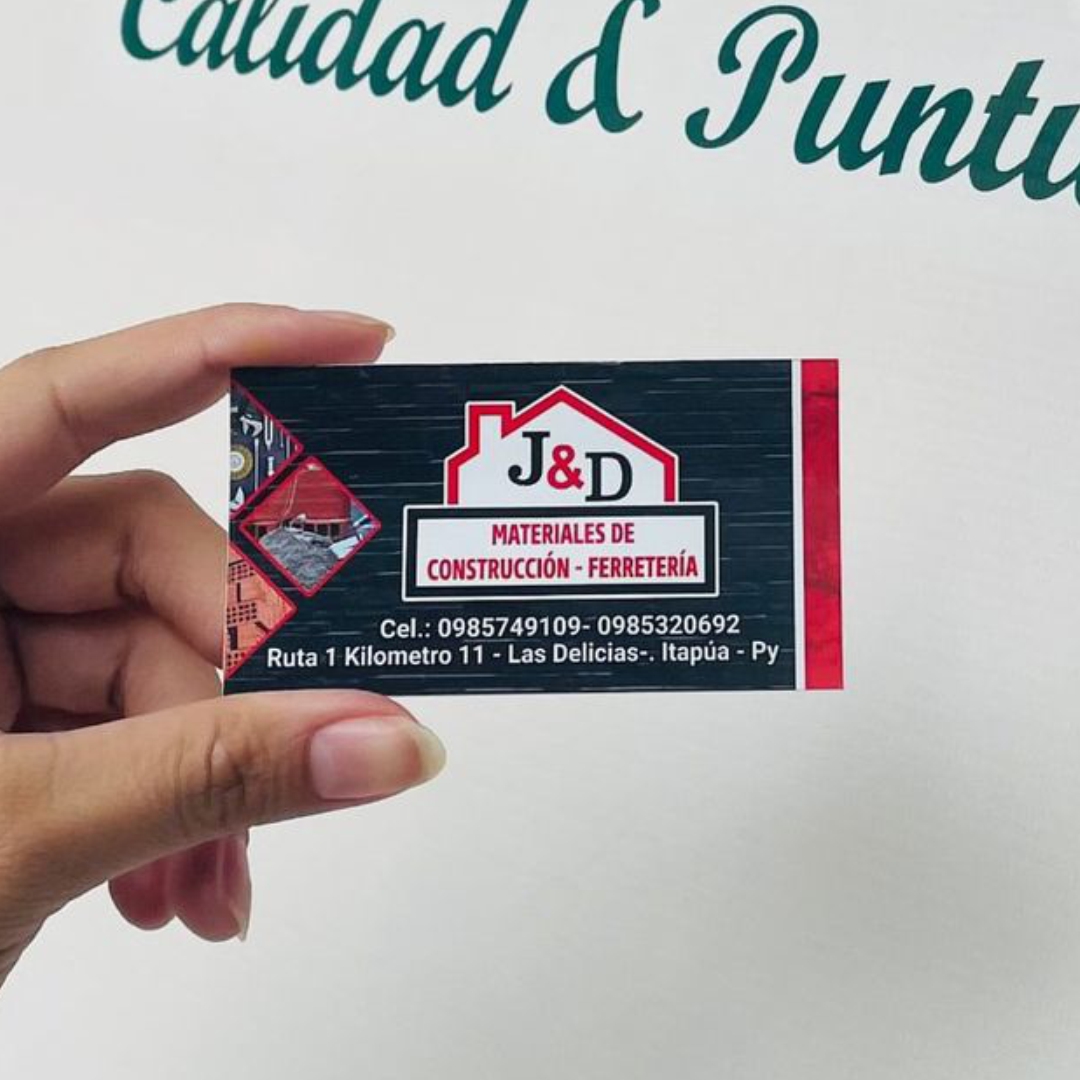 Calidad & Puntu
J&D
MATERIALES DE
CONSTRUCCIÓN - FERRETERÍA
Cel.: 0985749109- 0985320692
Ruta 1 Kilometro 11 - Las Delicias-. Itapúa - Py